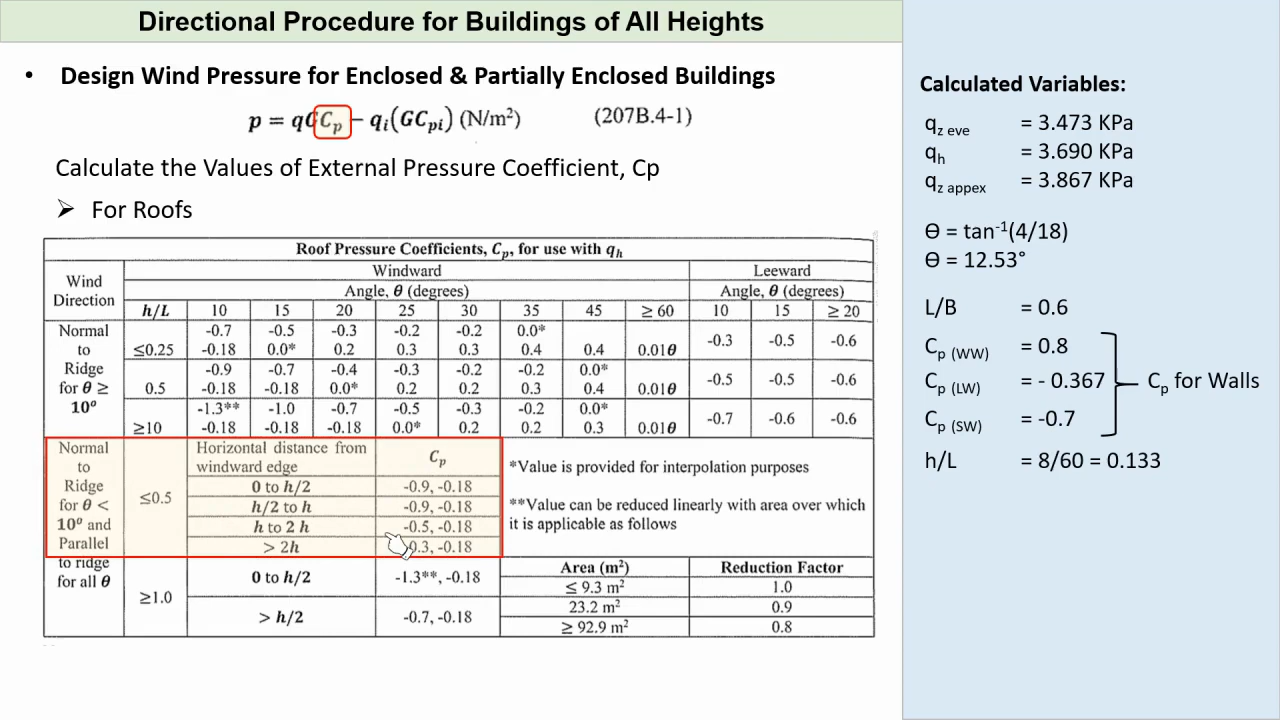 Directional Procedure for Buildings of All Heights
• Design Wind Pressure for Enclosed & Partially Enclosed Buildings
p = qGCp − qi(GCpi) (N/m²) (207B.4-1)
Calculate the Values of External Pressure Coefficient, Cp
➢ For Roofs
Roof Pressure Coefficients, Cp, for use with qh
Wind Direction
Windward
Leeward
Angle, θ (degrees)
Angle, θ (degrees)
h/L 10 15 20 25 30 35 45 ≥ 60 10 15 ≥ 20
Normal to Ridge for θ ≥ 10º
≤0.25
-0.7 -0.5 -0.3 -0.2 -0.2 0.0*
-0.18 0.0* 0.2 0.3 0.3 0.4 0.4 0.01θ
-0.3 -0.5 -0.6
0.5
-0.9 -0.7 -0.4 -0.3 -0.2 -0.2 0.0*
-0.18 -0.18 0.0* 0.2 0.2 0.3 0.4 0.01θ
-0.5 -0.5 -0.6
≥10
-1.3** -1.0 -0.7 -0.5 -0.3 -0.2 0.0*
-0.18 -0.18 -0.18 0.0* 0.2 0.2 0.3 0.01θ
-0.7 -0.6 -0.6
Normal to Ridge for θ < 10º and Parallel to ridge for all θ
≤0.5
Horizontal distance from windward edge Cp
0 to h/2 -0.9, -0.18
h/2 to h -0.9, -0.18
h to 2 h -0.5, -0.18
> 2h 0.3, -0.18
*Value is provided for interpolation purposes
**Value can be reduced linearly with area over which
it is applicable as follows
≥1.0
0 to h/2 -1.3**, -0.18
> h/2 -0.7, -0.18
Area (m²) Reduction Factor
≤ 9.3 m² 1.0
23.2 m² 0.9
≥ 92.9 m² 0.8
Calculated Variables:
qz eve = 3.473 KPa
qh = 3.690 KPa
qz appex = 3.867 KPa
Ɵ = tan⁻¹(4/18)
Ɵ = 12.53°
L/B = 0.6
Cp (WW) = 0.8
Cp (LW) = - 0.367
Cp (SW) = -0.7
Cp for Walls
h/L = 8/60 = 0.133